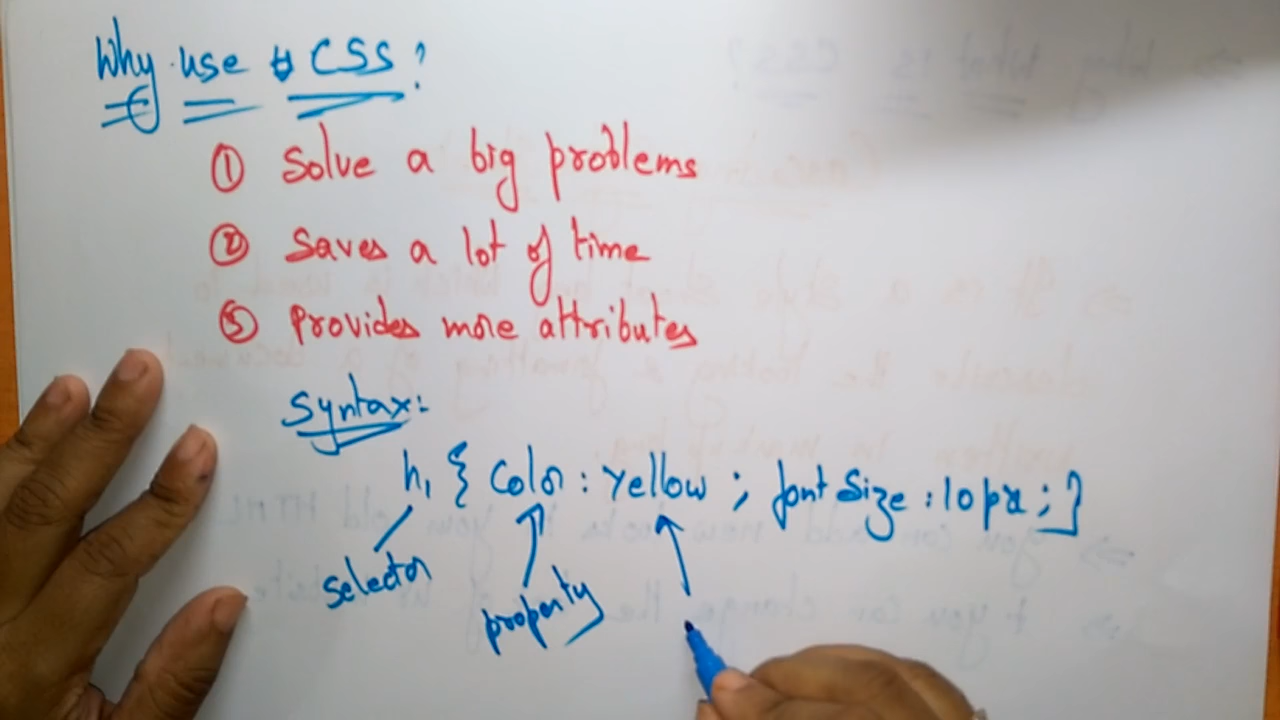 Why use CSS?
① Solve a big problems
② Saves a lot of time
③ provides more attributes
Syntax:
h1 { Color : yellow ; font size : 10px ; }
selector
property